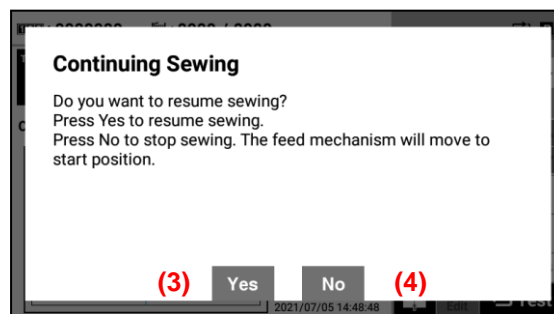 Continuing Sewing
Do you want to resume sewing?
Press Yes to resume sewing.
Press No to stop sewing. The feed mechanism will move to
start position.
(3) Yes No (4)
2021/07/05 14:48:48 Edit Test